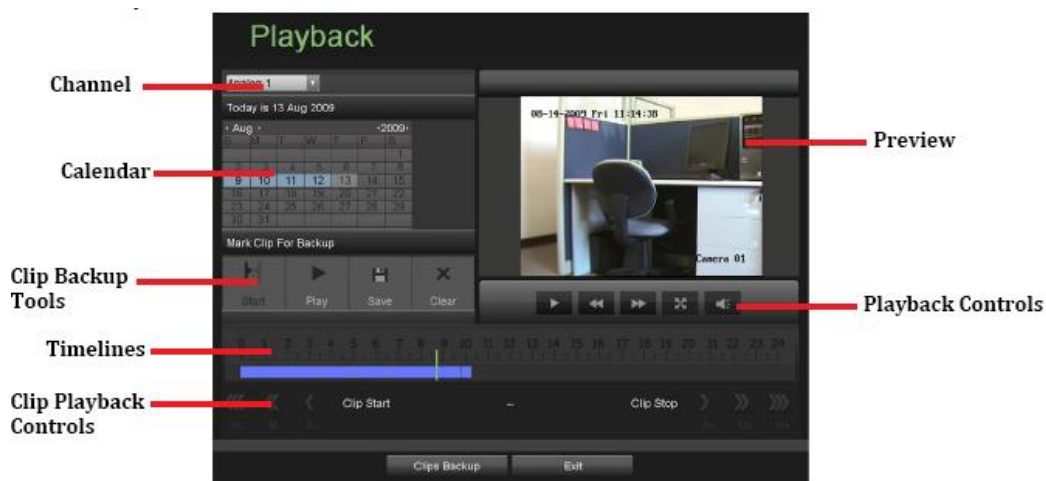 Playback
Channel
Analog 1
Today is 13 Aug 2009
Aug 2009
S M T W T F S
1
2 3 4 5 6 7 8
9 10 11 12 13 14 15
16 17 18 19 20 21 22
23 24 25 26 27 28 29
30 31
Calendar
08-14-2009 Fri 11:14:38
Camera 01
Preview
Mark Clip For Backup
Clip Backup
Tools
Start Play Save Clear
Playback Controls
Timelines
0 1 2 3 4 5 6 7 8 9 10 11 12 13 14 15 16 17 18 19 20 21 22 23 24
Clip Playback
Controls
Clip Start
--
Clip Stop
Clips Backup
Exit